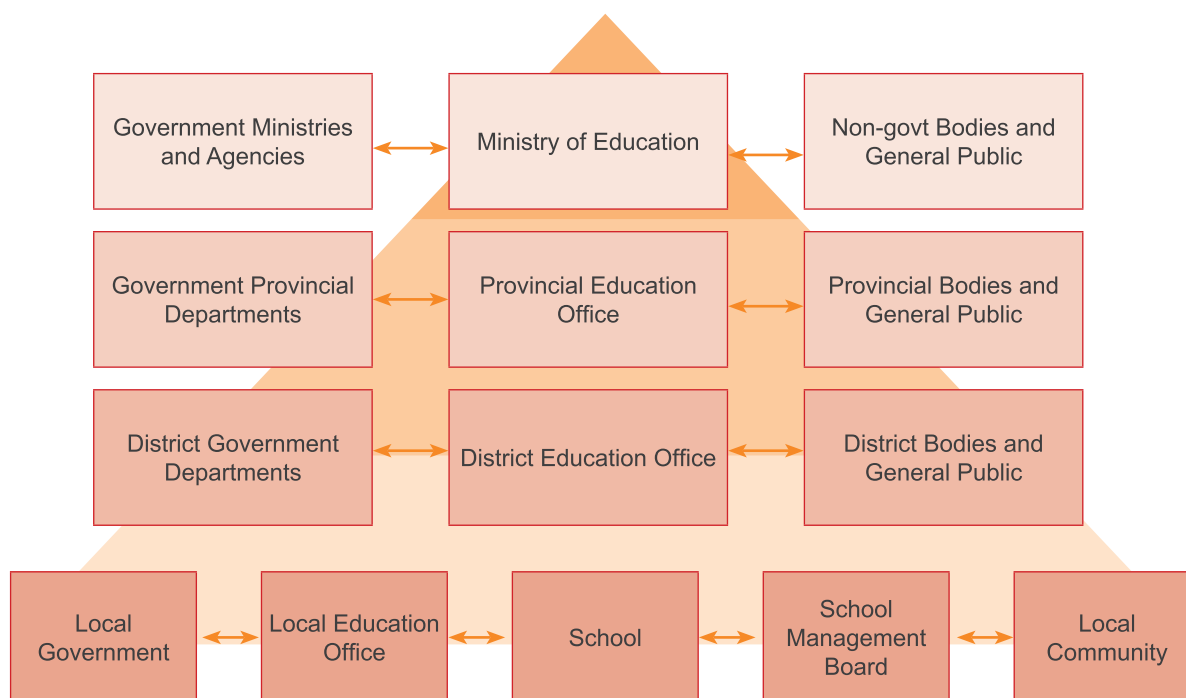 Government Ministries
and Agencies
Ministry of Education
Non-govt Bodies and
General Public
Government Provincial
Departments
Provincial Education
Office
Provincial Bodies and
General Public
District Government
Departments
District Education Office
District Bodies and
General Public
Local
Government
Local Education
Office
School
School
Management
Board
Local
Community